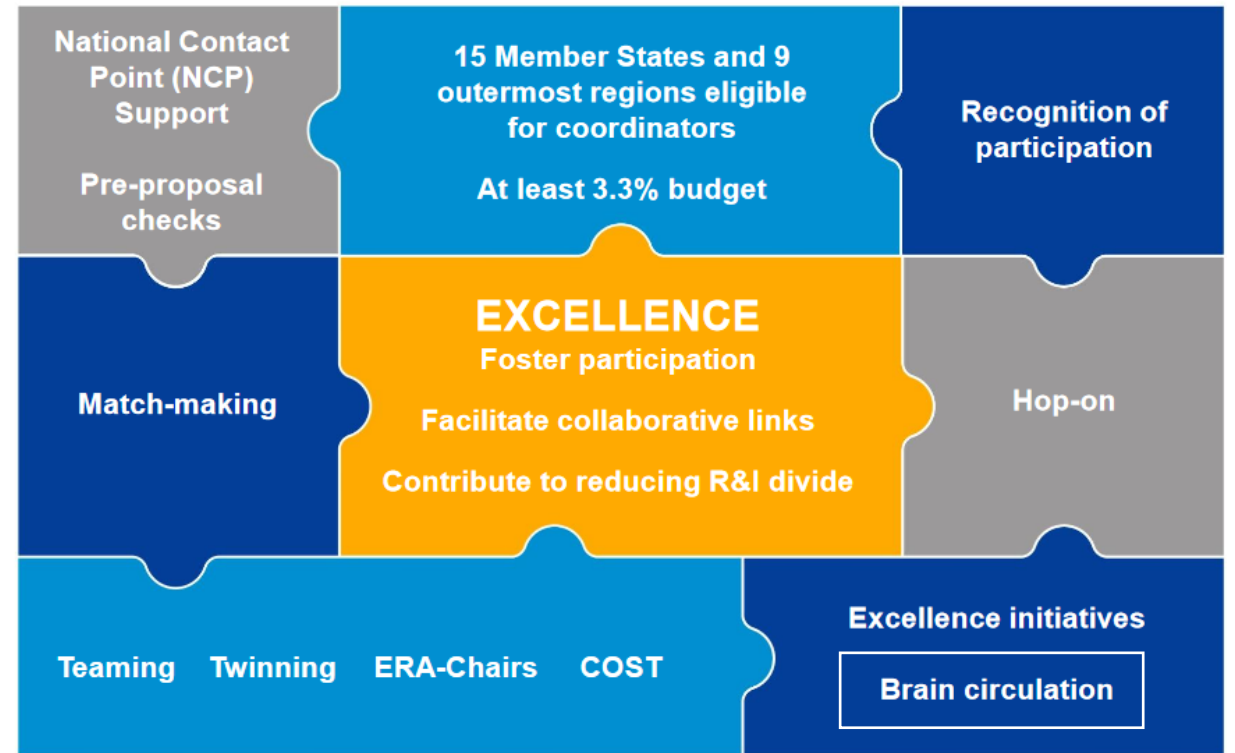 National Contact
Point (NCP)
Support
Pre-proposal
checks
15 Member States and 9
outermost regions eligible
for coordinators
At least 3.3% budget
Recognition of
participation
Match-making
EXCELLENCE
Foster participation
Facilitate collaborative links
Contribute to reducing R&I divide
Hop-on
Teaming Twinning ERA-Chairs COST
Excellence initiatives
Brain circulation